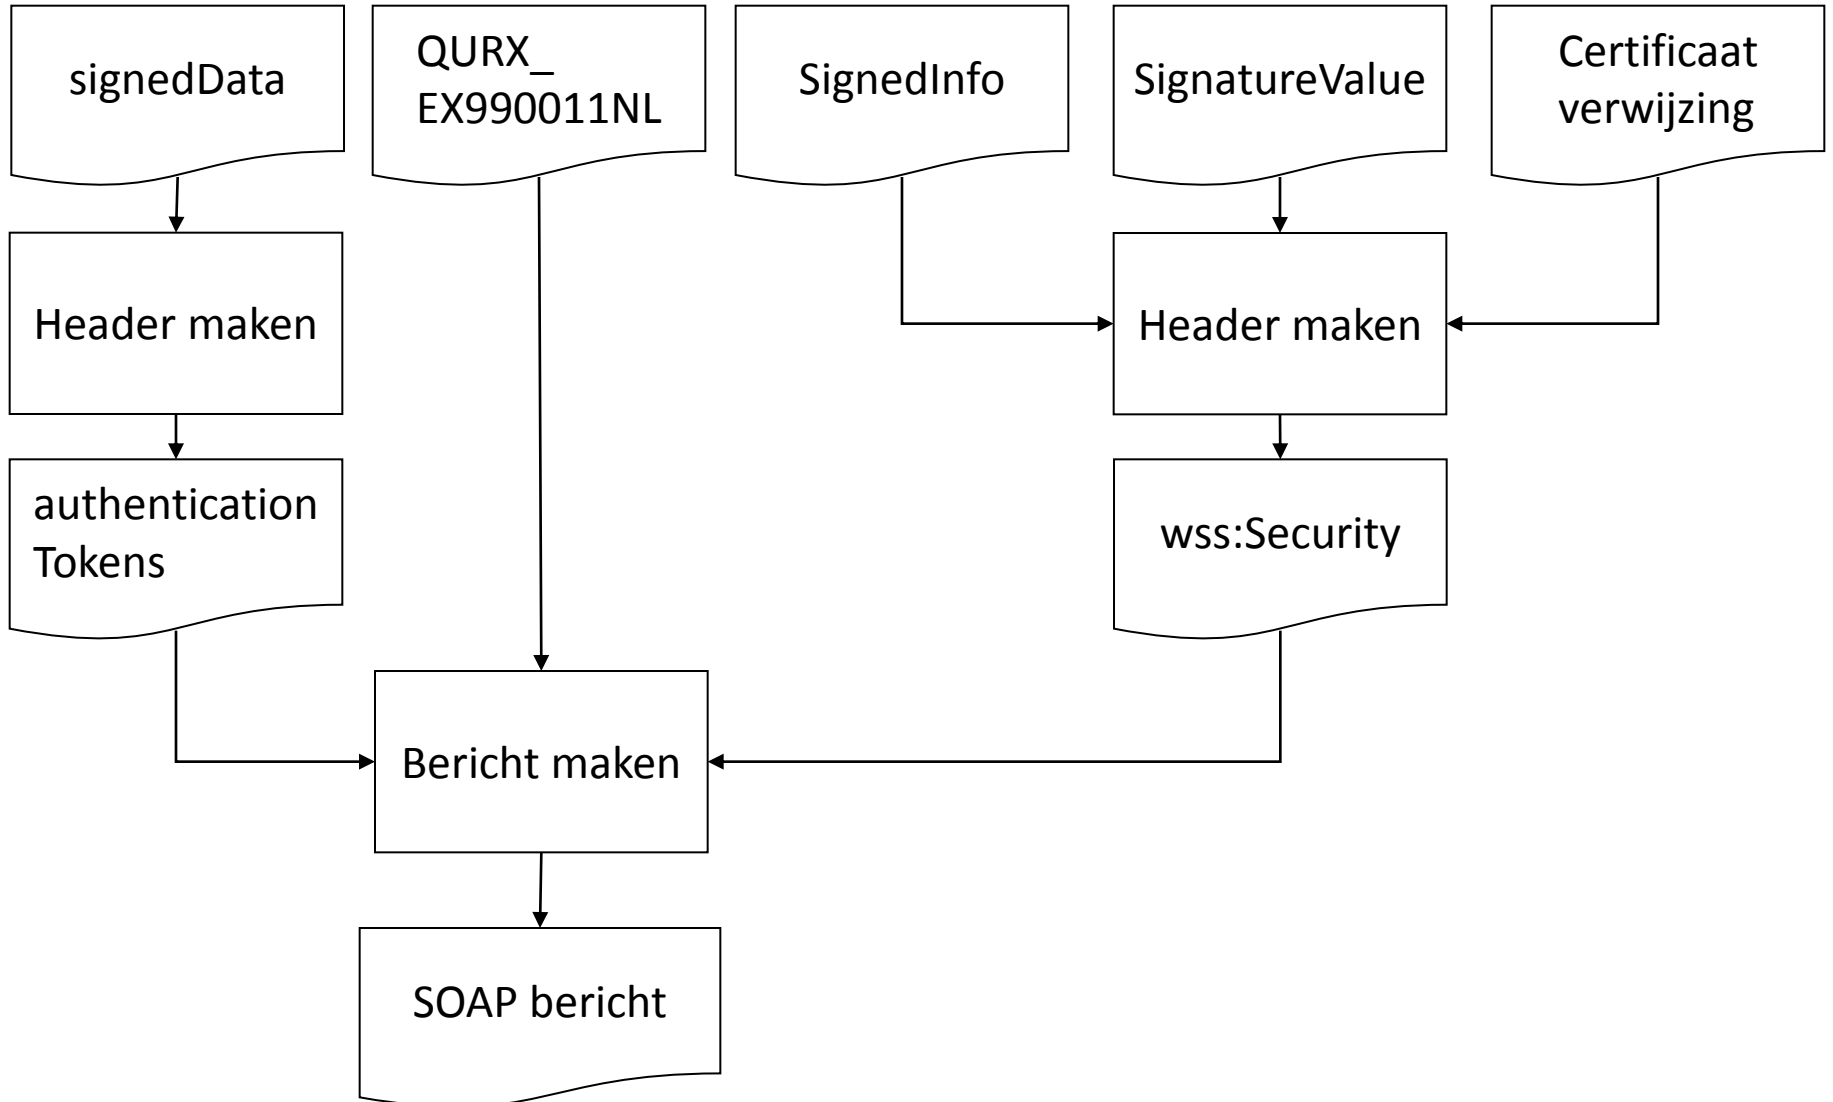 signedData
QURX_
EX990011NL
SignedInfo
SignatureValue
Certificaat
verwijzing
Header maken
Header maken
authentication
Tokens
wss:Security
Bericht maken
SOAP bericht